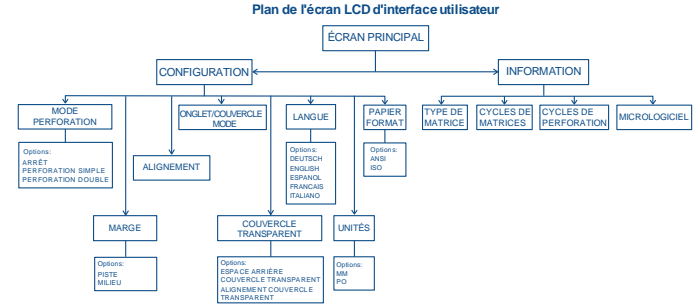 Plan de l'écran LCD d'interface utilisateur
ÉCRAN PRINCIPAL
CONFIGURATION
INFORMATION
MODE
PERFORATION
ONGLET/COUVERCLE
MODE
LANGUE
PAPIER
FORMAT
TYPE DE
MATRICE
CYCLES DE
MATRICES
CYCLES DE
PERFORATION
MICROLOGICIEL
Options:
ARRÊT
PERFORATION SIMPLE
PERFORATION DOUBLE
ALIGNEMENT
Options:
DEUTSCH
ENGLISH
ESPANOL
FRANCAIS
ITALIANO
Options:
ANSI
ISO
MARGE
COUVERCLE
TRANSPARENT
UNITÉS
Options:
PISTE
MILIEU
Options:
ESPACE ARRIÈRE
COUVERCLE TRANSPARENT
ALIGNEMENT COUVERCLE
TRANSPARENT
Options:
MM
PO